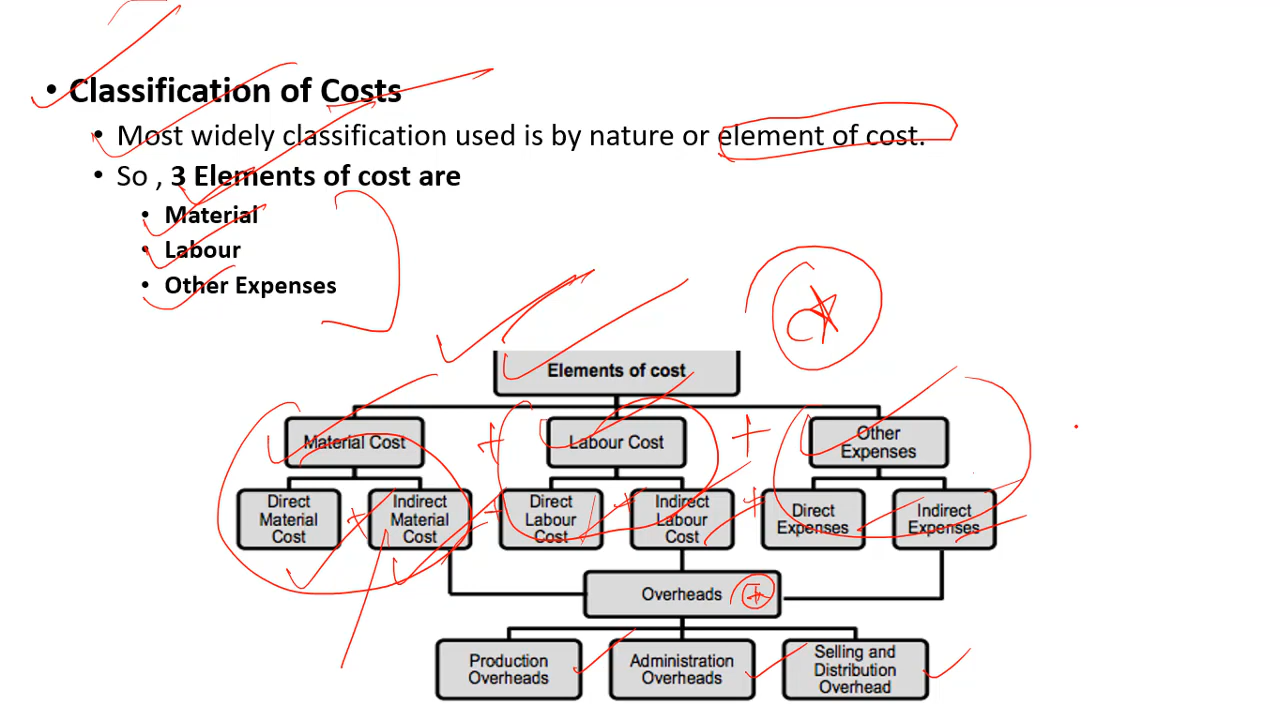 • Classification of Costs
• Most widely classification used is by nature or element of cost.
• So , 3 Elements of cost are
• Material
• Labour
• Other Expenses
Elements of cost
Material Cost
Labour Cost
Other
Expenses
Direct
Material
Cost
Indirect
Material
Cost
Direct
Labour
Cost
Indirect
Labour
Cost
Direct
Expenses
Indirect
Expenses
Overheads
Production
Overheads
Administration
Overheads
Selling and
Distribution
Overhead